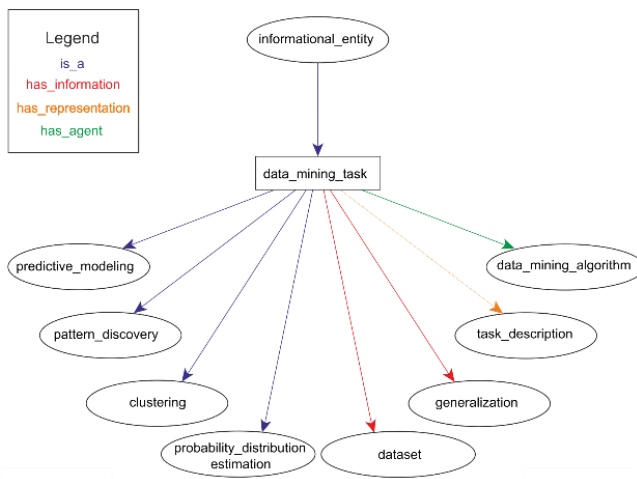 Legend
is_a
has_information
has_representation
has_agent
informational_entity
data_mining_task
predictive_modeling
data_mining_algorithm
pattern_discovery
task_description
clustering
generalization
probability_distribution
estimation
dataset